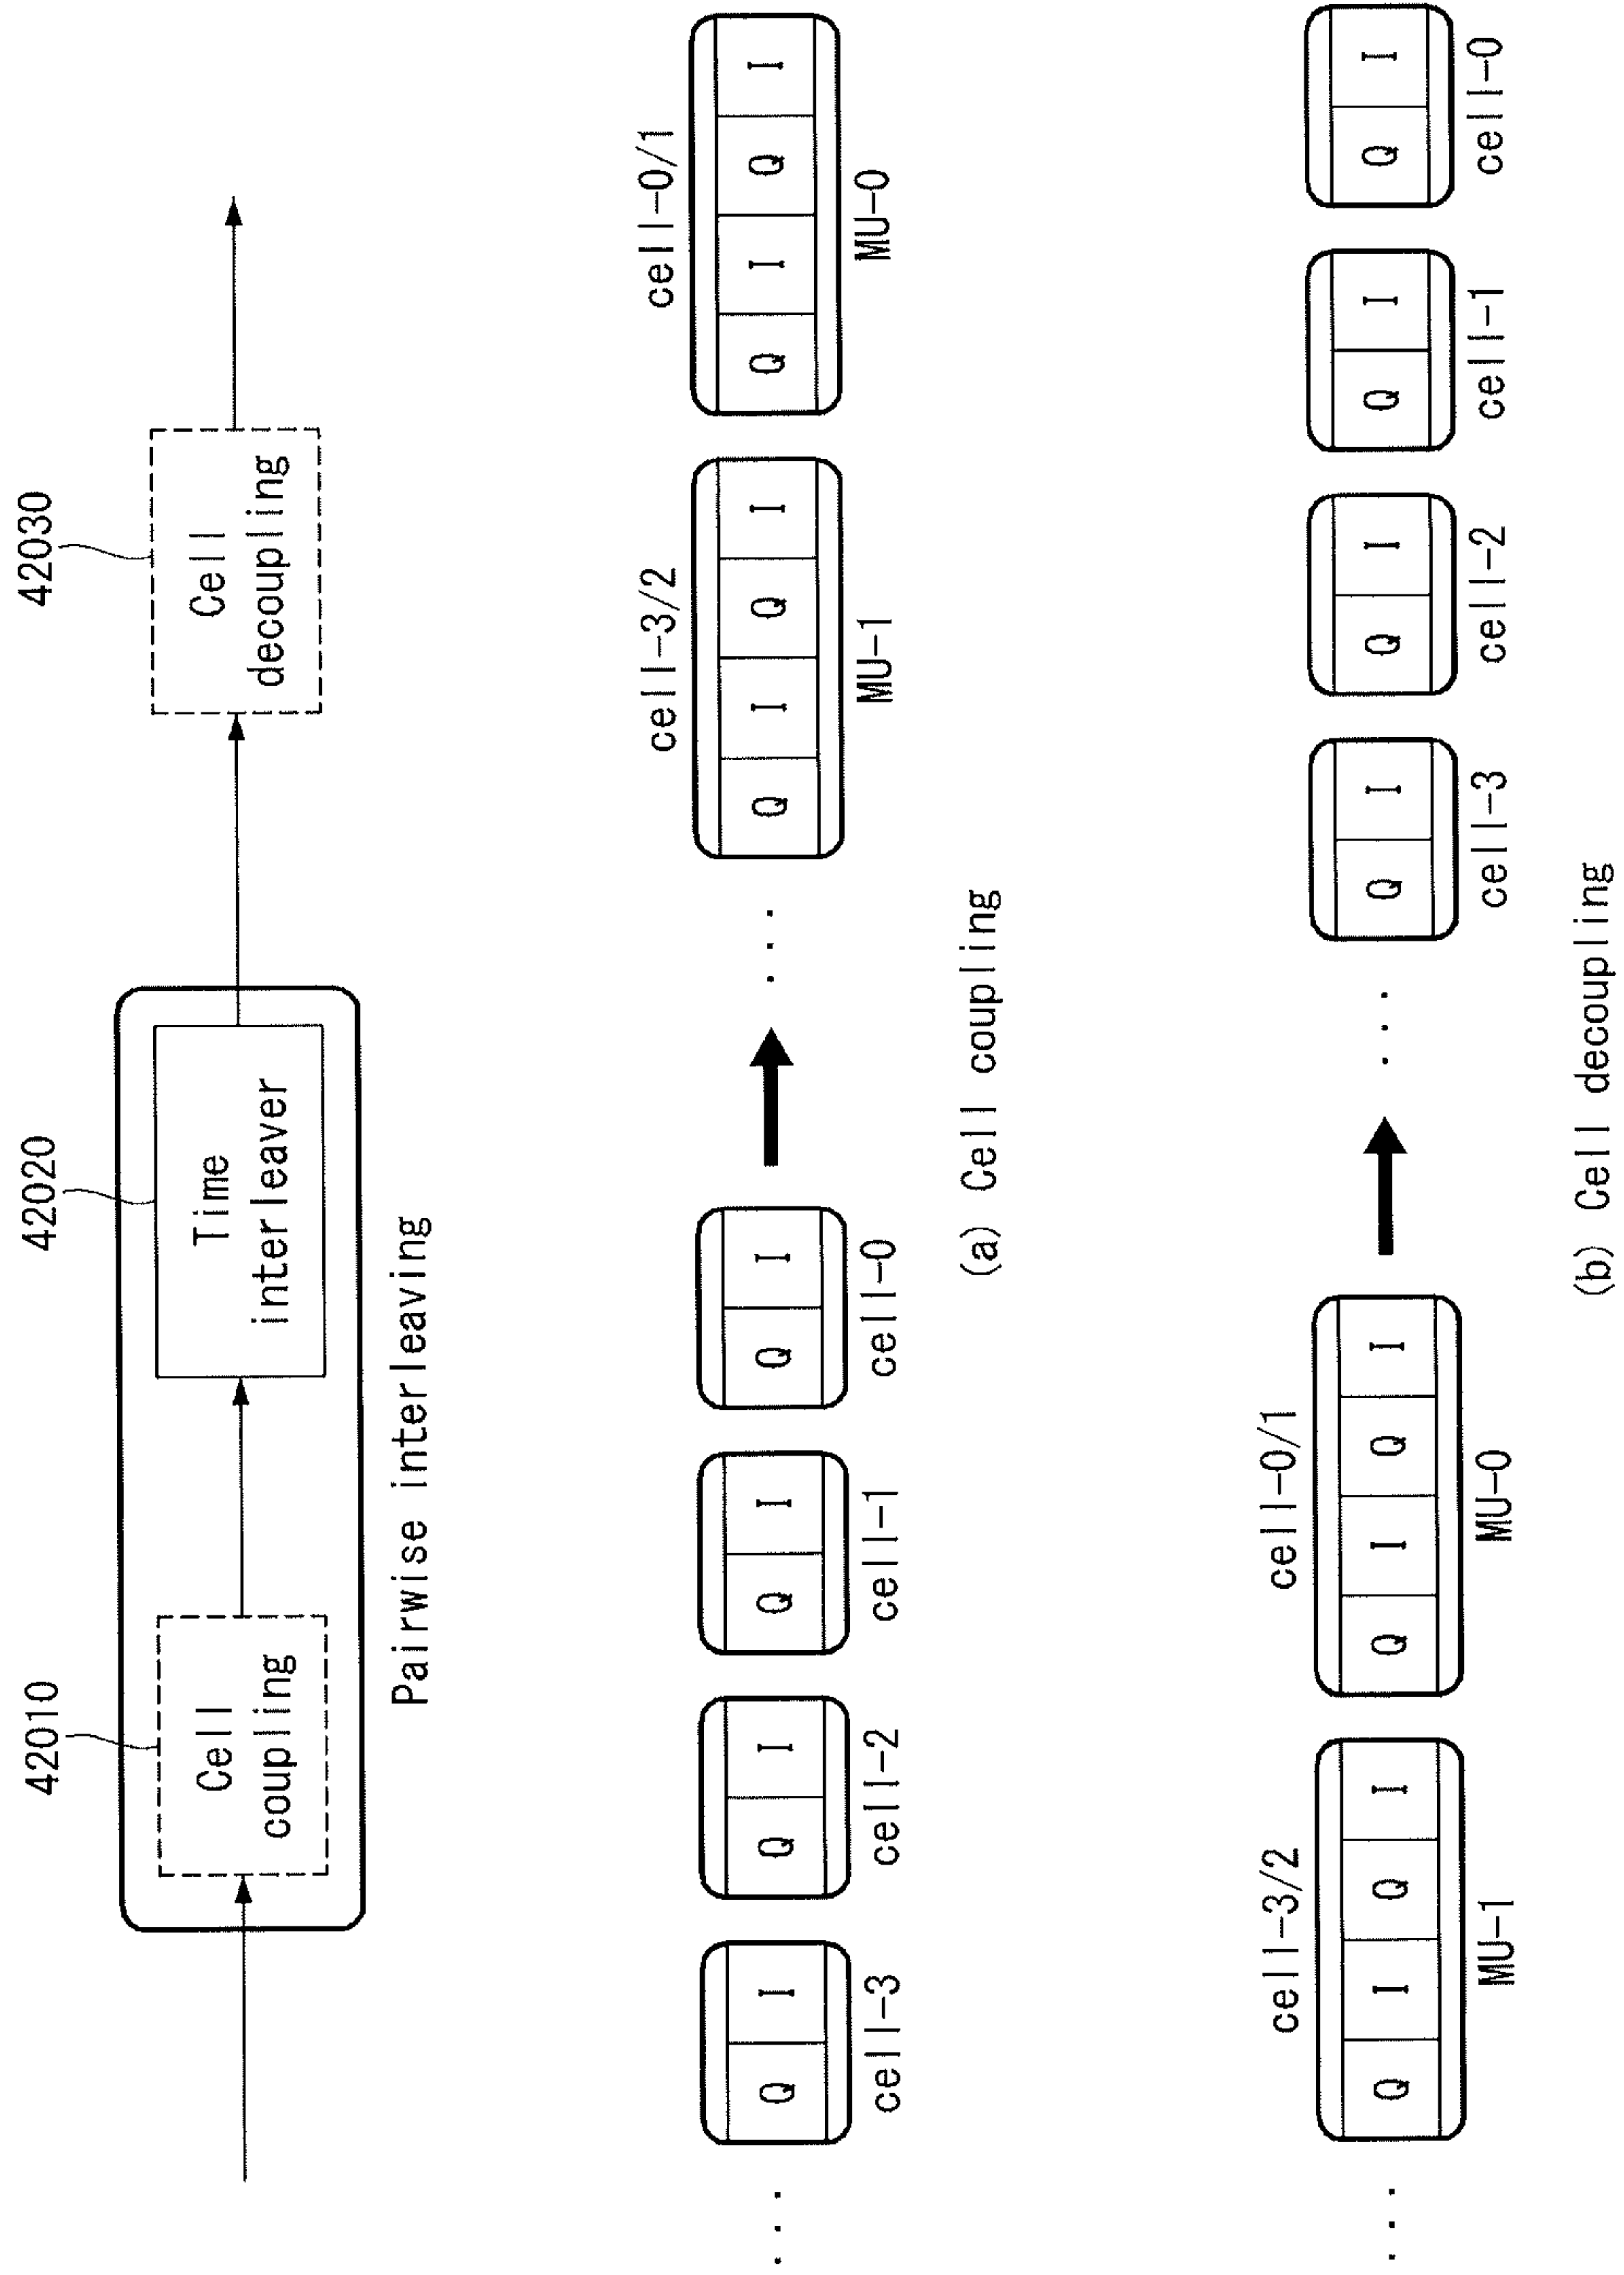 42010
42020
42030
Cell
coupling
Time
interleaver
Cell
decoupling
Pairwise interleaving
cell-0/1
cell-3/2
... Q I Q I Q I Q I ... Q I Q I Q I Q I
cell-3 cell-2 cell-1 cell-0 MU-1 MU-0
(a) Cell coupling
cell-3/2 cell-0/1
... Q I Q I Q I Q I ... Q I Q I Q I Q I
MU-1 MU-0 cell-3 cell-2 cell-1 cell-0
(b) Cell decoupling